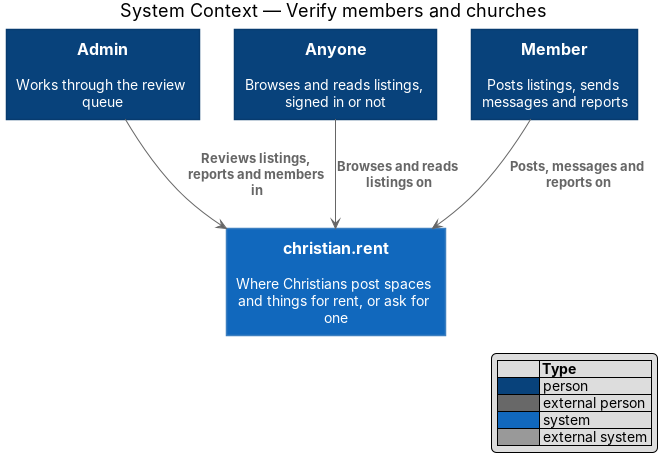 System Context — Verify members and churches
Admin
Works through the review
queue
Anyone
Browses and reads listings,
signed in or not
Member
Posts listings, sends
messages and reports
Reviews listings,
reports and members
in
Browses and reads
listings on
Posts, messages and
reports on
christian.rent
Where Christians post spaces
and things for rent, or ask for
one
Type
person
external person
system
external system